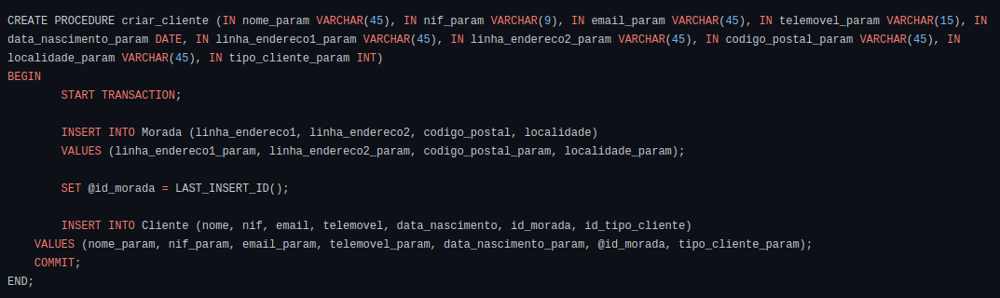 CREATE PROCEDURE criar_cliente (IN nome_param VARCHAR(45), IN nif_param VARCHAR(9), IN email_param VARCHAR(45), IN telemovel_param VARCHAR(15), IN
data_nascimento_param DATE, IN linha_endereco1_param VARCHAR(45), IN linha_endereco2_param VARCHAR(45), IN codigo_postal_param VARCHAR(45), IN
localidade_param VARCHAR(45), IN tipo_cliente_param INT)
BEGIN
        START TRANSACTION;

        INSERT INTO Morada (linha_endereco1, linha_endereco2, codigo_postal, localidade)
        VALUES (linha_endereco1_param, linha_endereco2_param, codigo_postal_param, localidade_param);

        SET @id_morada = LAST_INSERT_ID();

        INSERT INTO Cliente (nome, nif, email, telemovel, data_nascimento, id_morada, id_tipo_cliente)
    VALUES (nome_param, nif_param, email_param, telemovel_param, data_nascimento_param, @id_morada, tipo_cliente_param);
    COMMIT;
END;